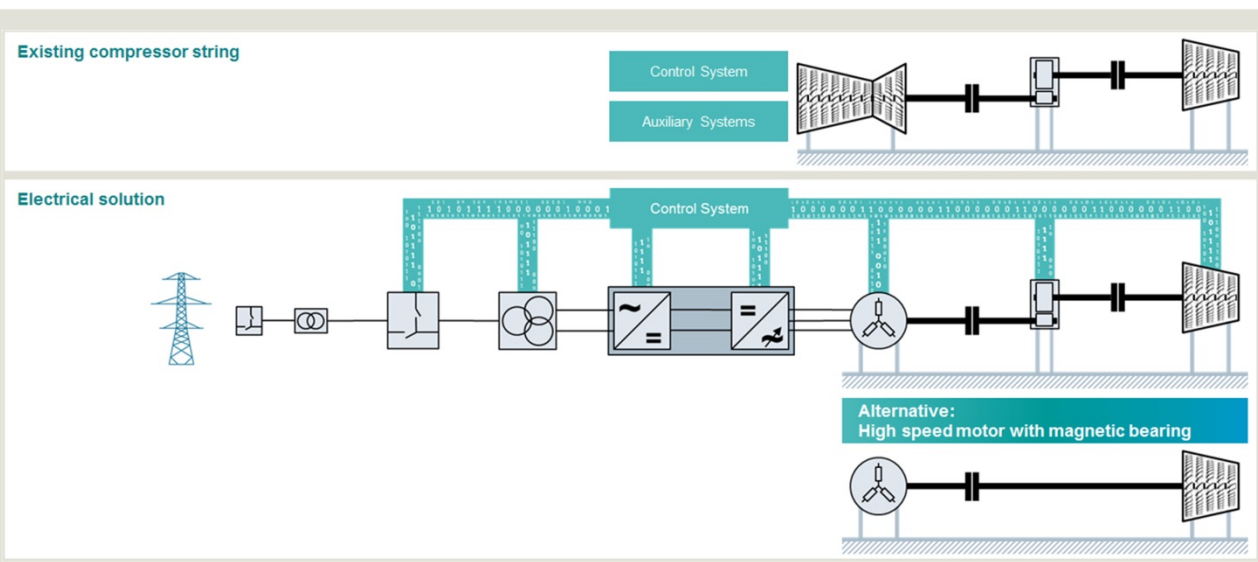 Existing compressor string
Control System
Auxiliary Systems
Electrical solution
Control System
Alternative:
High speed motor with magnetic bearing